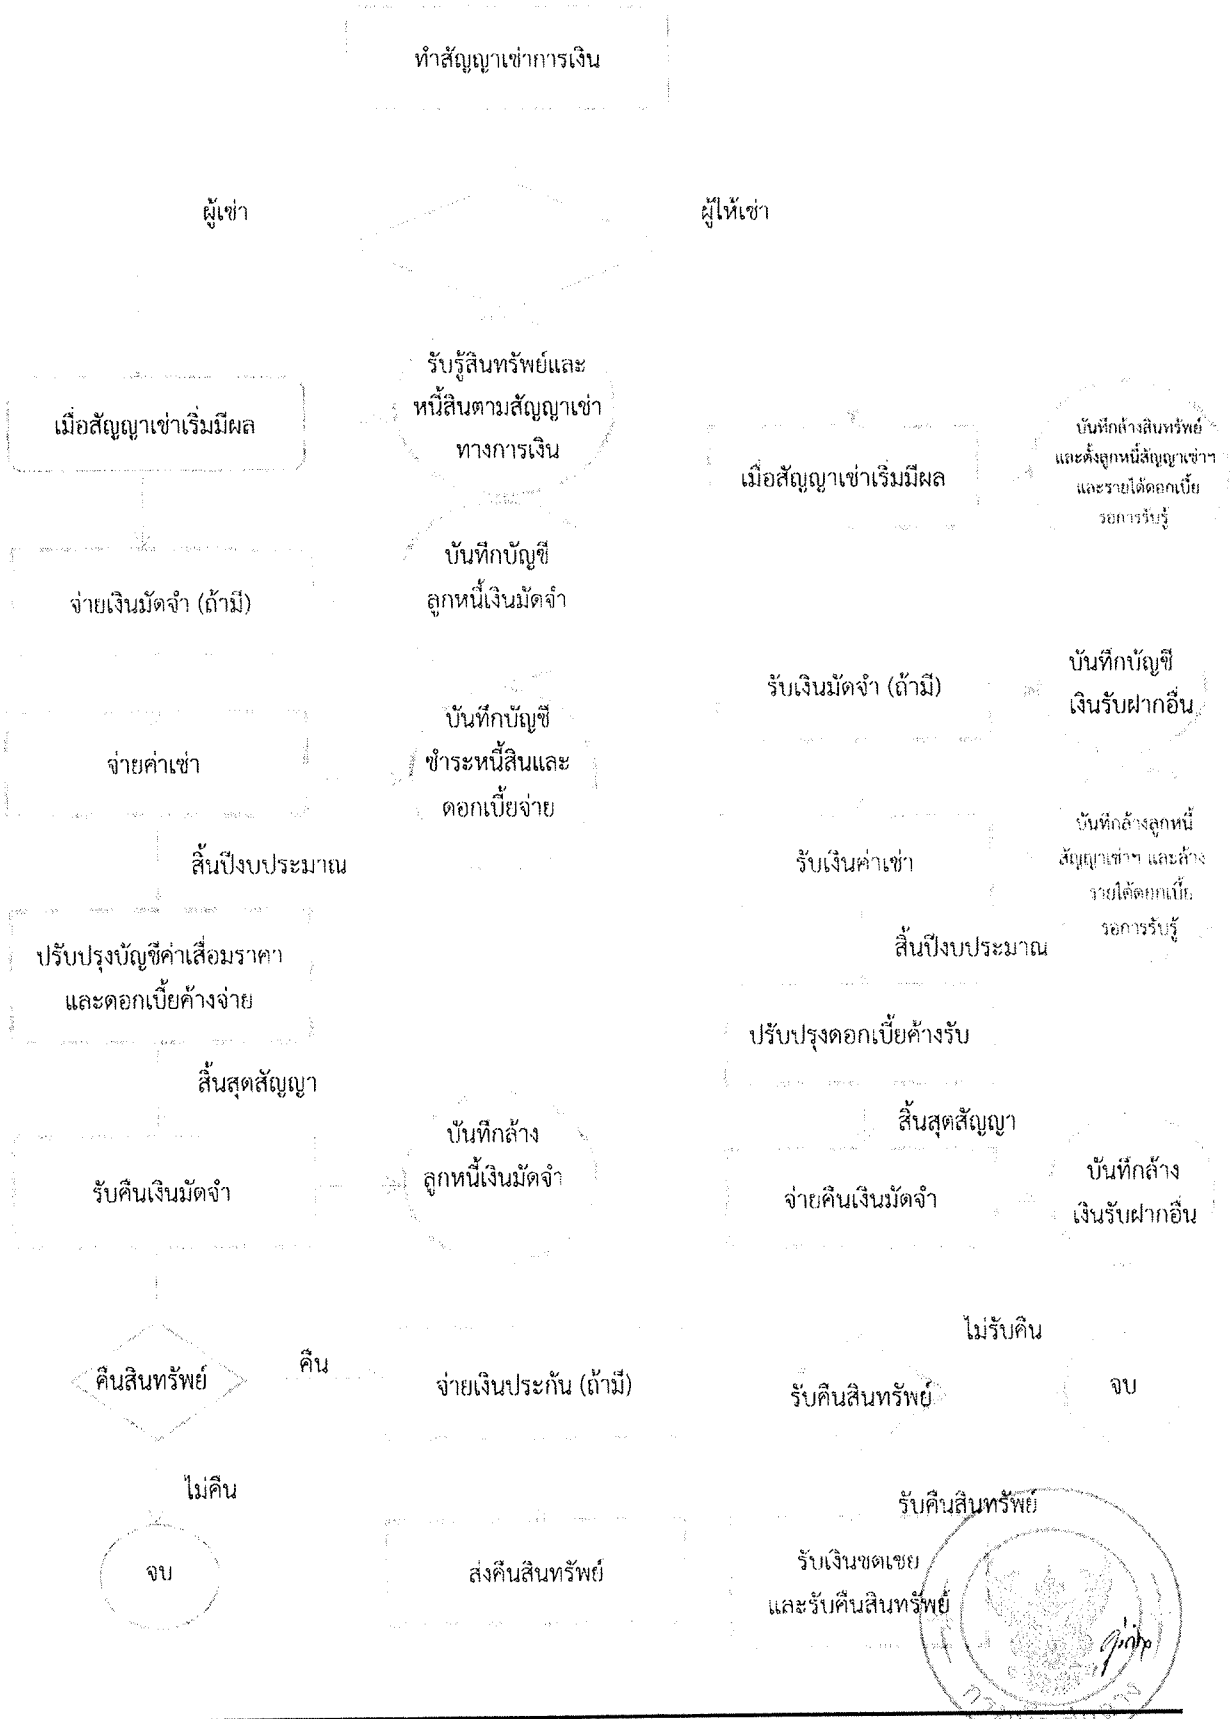 ทำสัญญาเช่าการเงิน
ผู้เช่า
ผู้ให้เช่า
รับรู้สินทรัพย์และ
หนี้สินตามสัญญาเช่า
ทางการเงิน
เมื่อสัญญาเช่าเริ่มมีผล
บันทึกล้างสินทรัพย์
และตั้งลูกหนี้สัญญาเช่าฯ
และรายได้ดอกเบี้ย
รอการรับรู้
เมื่อสัญญาเช่าเริ่มมีผล
บันทึกบัญชี
ลูกหนี้เงินมัดจำ
จ่ายเงินมัดจำ (ถ้ามี)
บันทึกบัญชี
เงินรับฝากอื่น
รับเงินมัดจำ (ถ้ามี)
บันทึกบัญชี
ชำระหนี้สินและ
ดอกเบี้ยจ่าย
จ่ายค่าเช่า
บันทึกล้างลูกหนี้
สัญญาเช่าฯ และล้าง
รายได้ดอกเบี้ย
รอการรับรู้
รับเงินค่าเช่า
สิ้นปีงบประมาณ
สิ้นปีงบประมาณ
ปรับปรุงบัญชีค่าเสื่อมราคา
และดอกเบี้ยค้างจ่าย
ปรับปรุงดอกเบี้ยค้างรับ
สิ้นสุดสัญญา
สิ้นสุดสัญญา
บันทึกล้าง
ลูกหนี้เงินมัดจำ
รับคืนเงินมัดจำ
จ่ายคืนเงินมัดจำ
บันทึกล้าง
เงินรับฝากอื่น
ไม่รับคืน
คืน
คืนสินทรัพย์
จ่ายเงินประกัน (ถ้ามี)
รับคืนสินทรัพย์
จบ
ไม่คืน
รับคืนสินทรัพย์
จบ
ส่งคืนสินทรัพย์
รับเงินชดเชย
และรับคืนสินทรัพย์